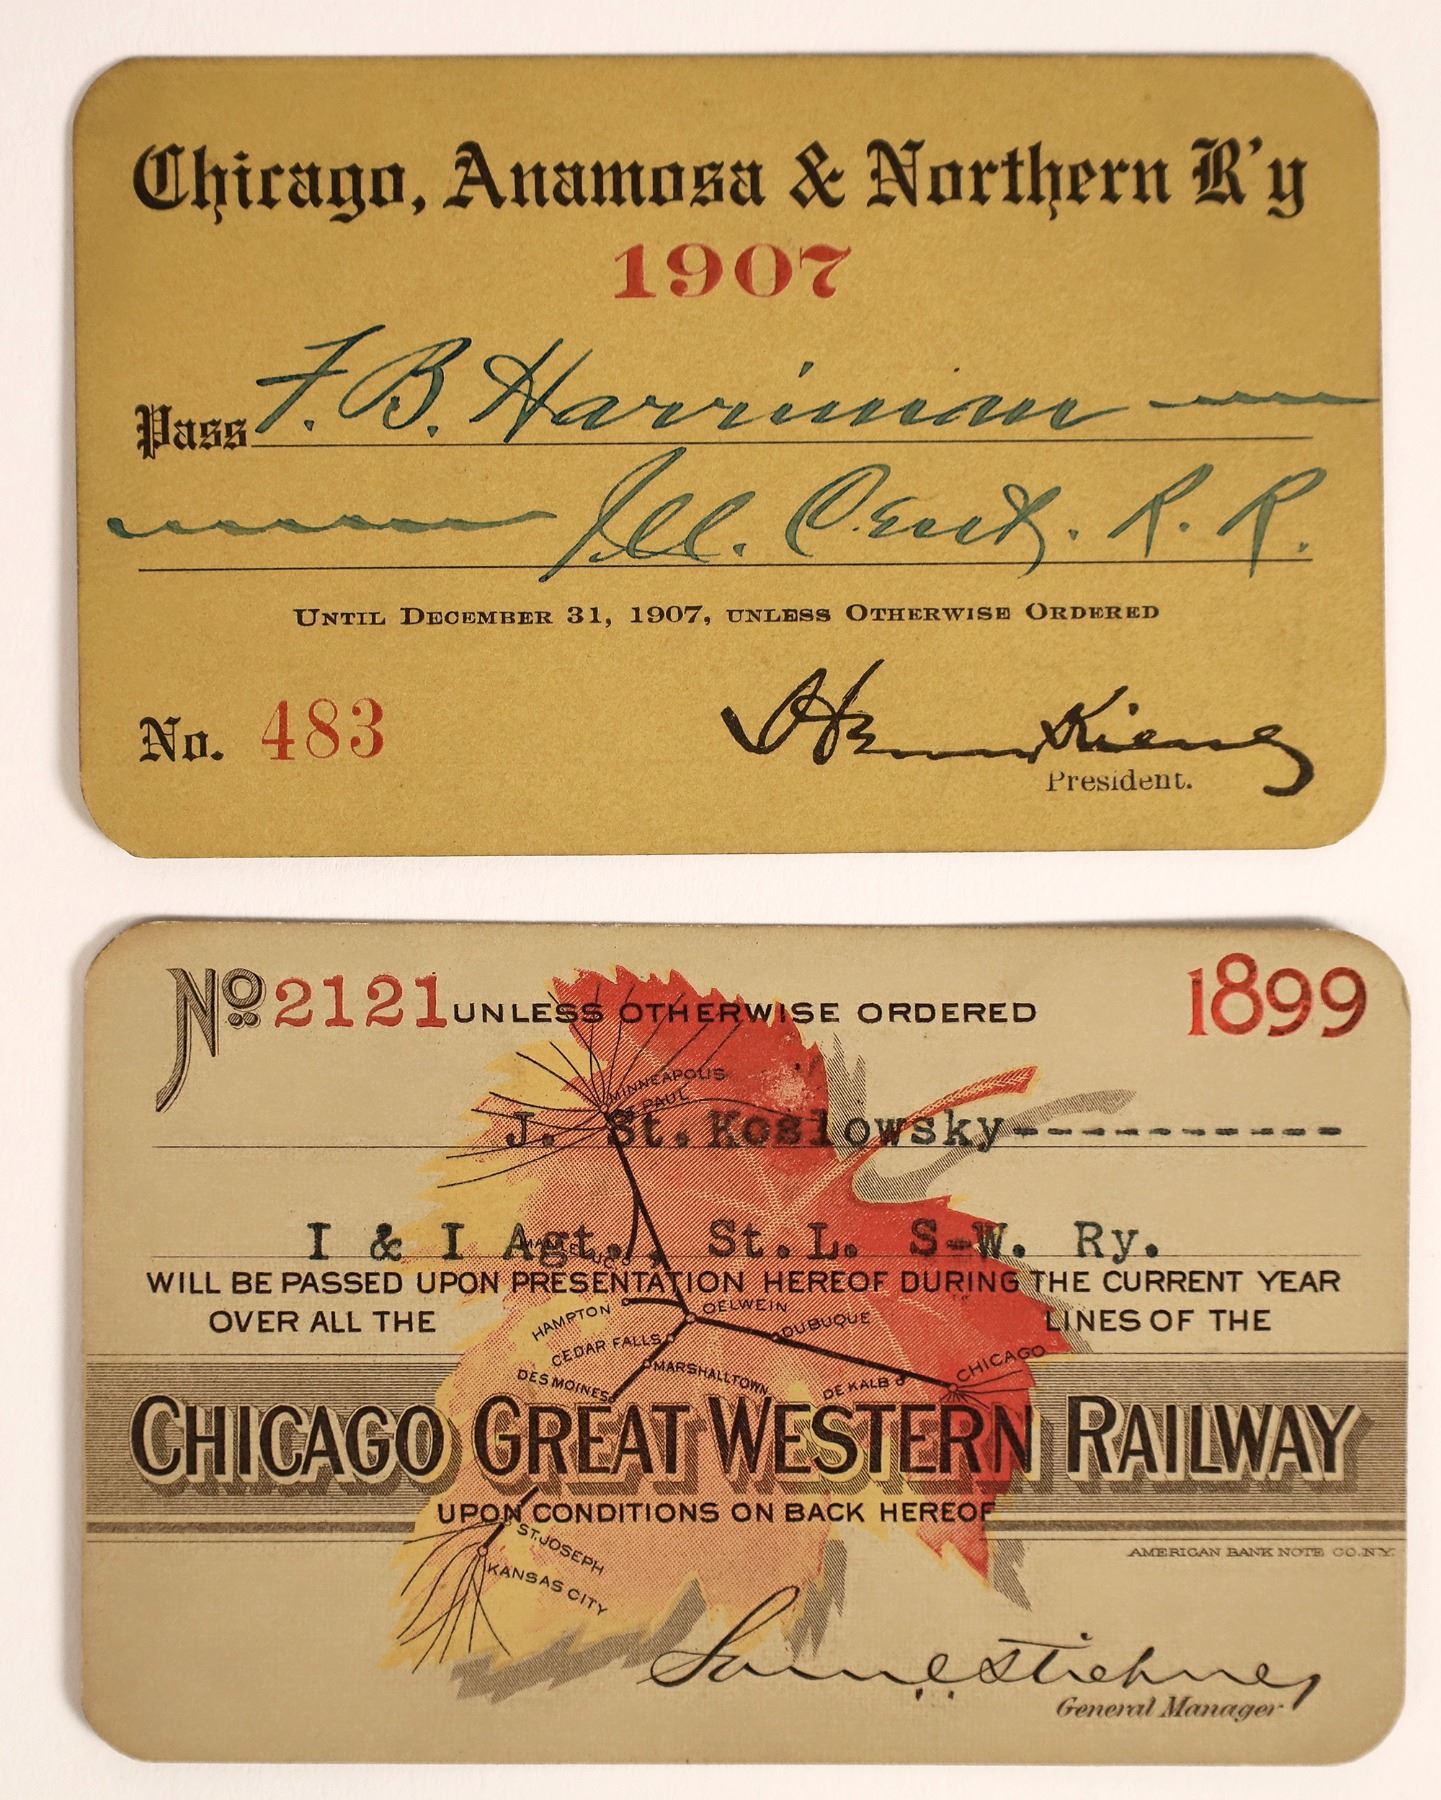 Chicago, Anamosa & Northern R'y
1907
Pass F. B. Harriman
Ill. Cent. R. R.
UNTIL DECEMBER 31, 1907, UNLESS OTHERWISE ORDERED
No. 483
President.
No 2121 UNLESS OTHERWISE ORDERED 1899
MINNEAPOLIS
ST. PAUL
J. St. Koslowsky-----------
I & I Agt., St.L. S-W. Ry.
WILL BE PASSED UPON PRESENTATION HEREOF DURING THE CURRENT YEAR
OVER ALL THE LINES OF THE
HAMPTON
OELWEIN
DUBUQUE
CEDAR FALLS
MARSHALLTOWN
CHICAGO
DES MOINES
DE KALB
CHICAGO GREAT WESTERN RAILWAY
UPON CONDITIONS ON BACK HEREOF
ST. JOSEPH
AMERICAN BANK NOTE CO. N.Y.
KANSAS CITY
General Manager